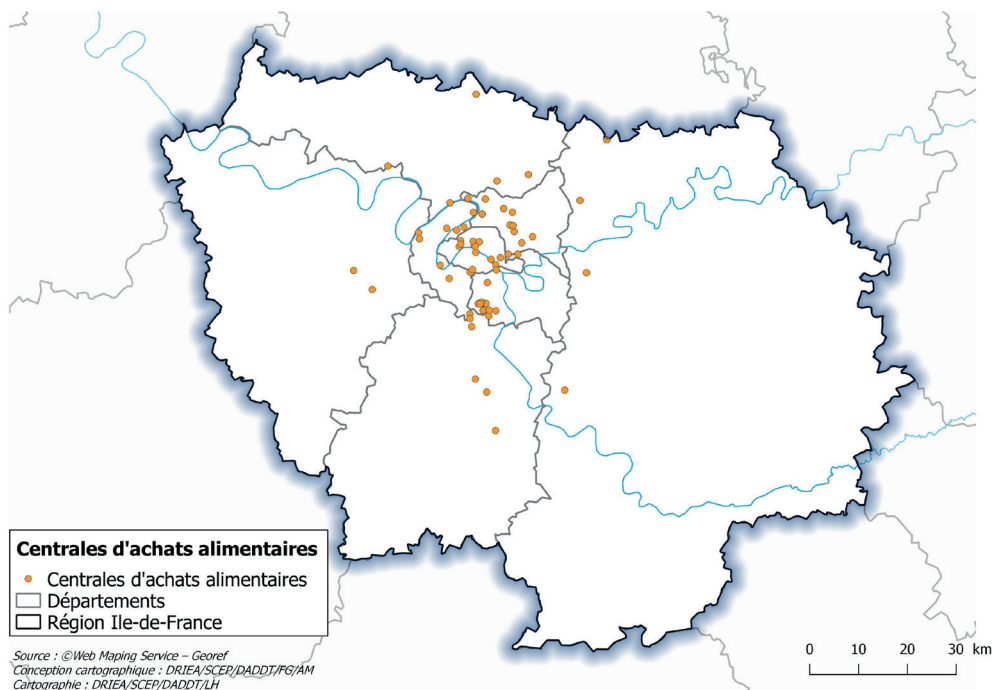 Centrales d'achats alimentaires
Centrales d'achats alimentaires
Départements
Région Ile-de-France
Source : ©Web Maping Service – Georef
Conception cartographique : DRIEA/SCEP/DADDT/FG/AM
Cartographie : DRIEA/SCEP/DADDT/LH
0 10 20 30 km